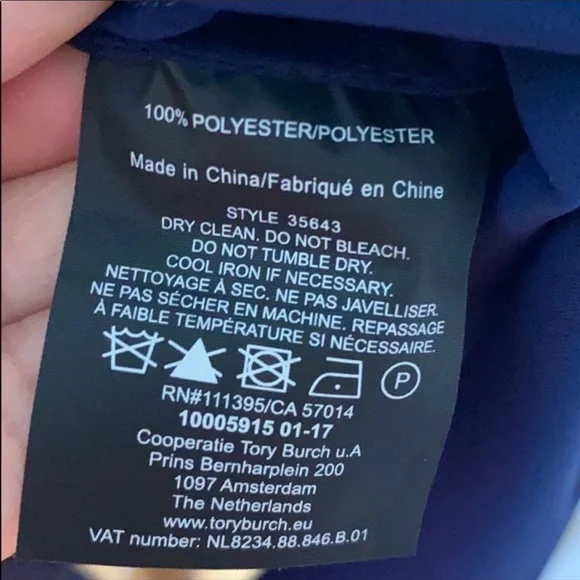 100% POLYESTER/POLYESTER
Made in China/Fabriqué en Chine
STYLE 35643
DRY CLEAN. DO NOT BLEACH.
DO NOT TUMBLE DRY.
COOL IRON IF NECESSARY.
NETTOYAGE À SEC. NE PAS JAVELLISER.
NE PAS SÉCHER EN MACHINE. REPASSAGE
À FAIBLE TEMPÉRATURE SI NÉCESSAIRE.
P
RN#111395/CA 57014
10005915 01-17
Cooperatie Tory Burch u.A
Prins Bernharplein 200
1097 Amsterdam
The Netherlands
www.toryburch.eu
VAT number: NL8234.88.846.B.01